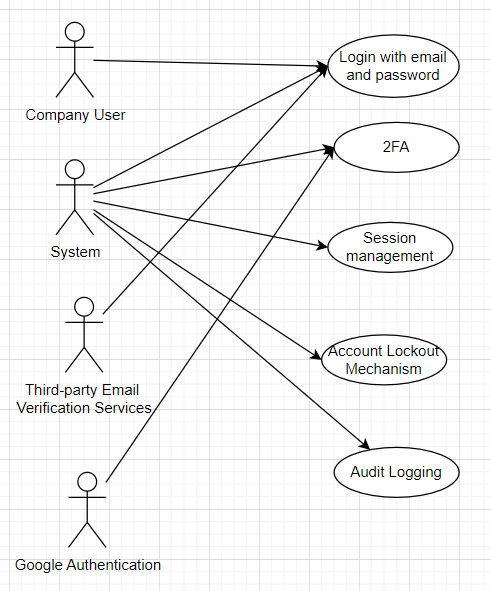 Company User
Login with email
and password
System
2FA
Session
management
Third-party Email
Verification Services
Account Lockout
Mechanism
Google Authentication
Audit Logging